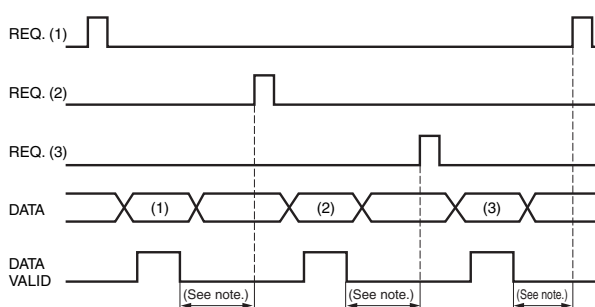 REQ. (1)
REQ. (2)
REQ. (3)
DATA
(1)
(2)
(3)
DATA
VALID
(See note.)
(See note.)
(See note.)